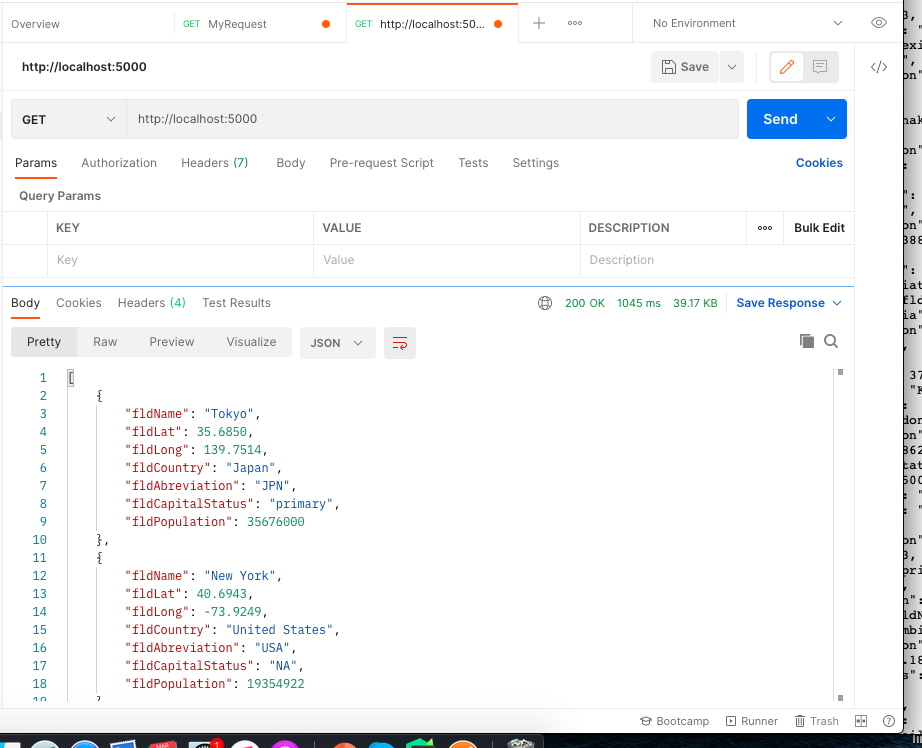 Overview GET MyRequest GET http://localhost:50... No Environment
http://localhost:5000 Save
GET http://localhost:5000 Send
Params Authorization Headers (7) Body Pre-request Script Tests Settings Cookies
Query Params
KEY VALUE DESCRIPTION Bulk Edit
Key Value Description
Body Cookies Headers (4) Test Results 200 OK 1045 ms 39.17 KB Save Response
Pretty Raw Preview Visualize JSON
1 [
2 {
3 "fldName": "Tokyo",
4 "fldLat": 35.6850,
5 "fldLong": 139.7514,
6 "fldCountry": "Japan",
7 "fldAbreviation": "JPN",
8 "fldCapitalStatus": "primary",
9 "fldPopulation": 35676000
10 },
11 {
12 "fldName": "New York",
13 "fldLat": 40.6943,
14 "fldLong": -73.9249,
15 "fldCountry": "United States",
16 "fldAbreviation": "USA",
17 "fldCapitalStatus": "NA",
18 "fldPopulation": 19354922
Bootcamp Runner Trash